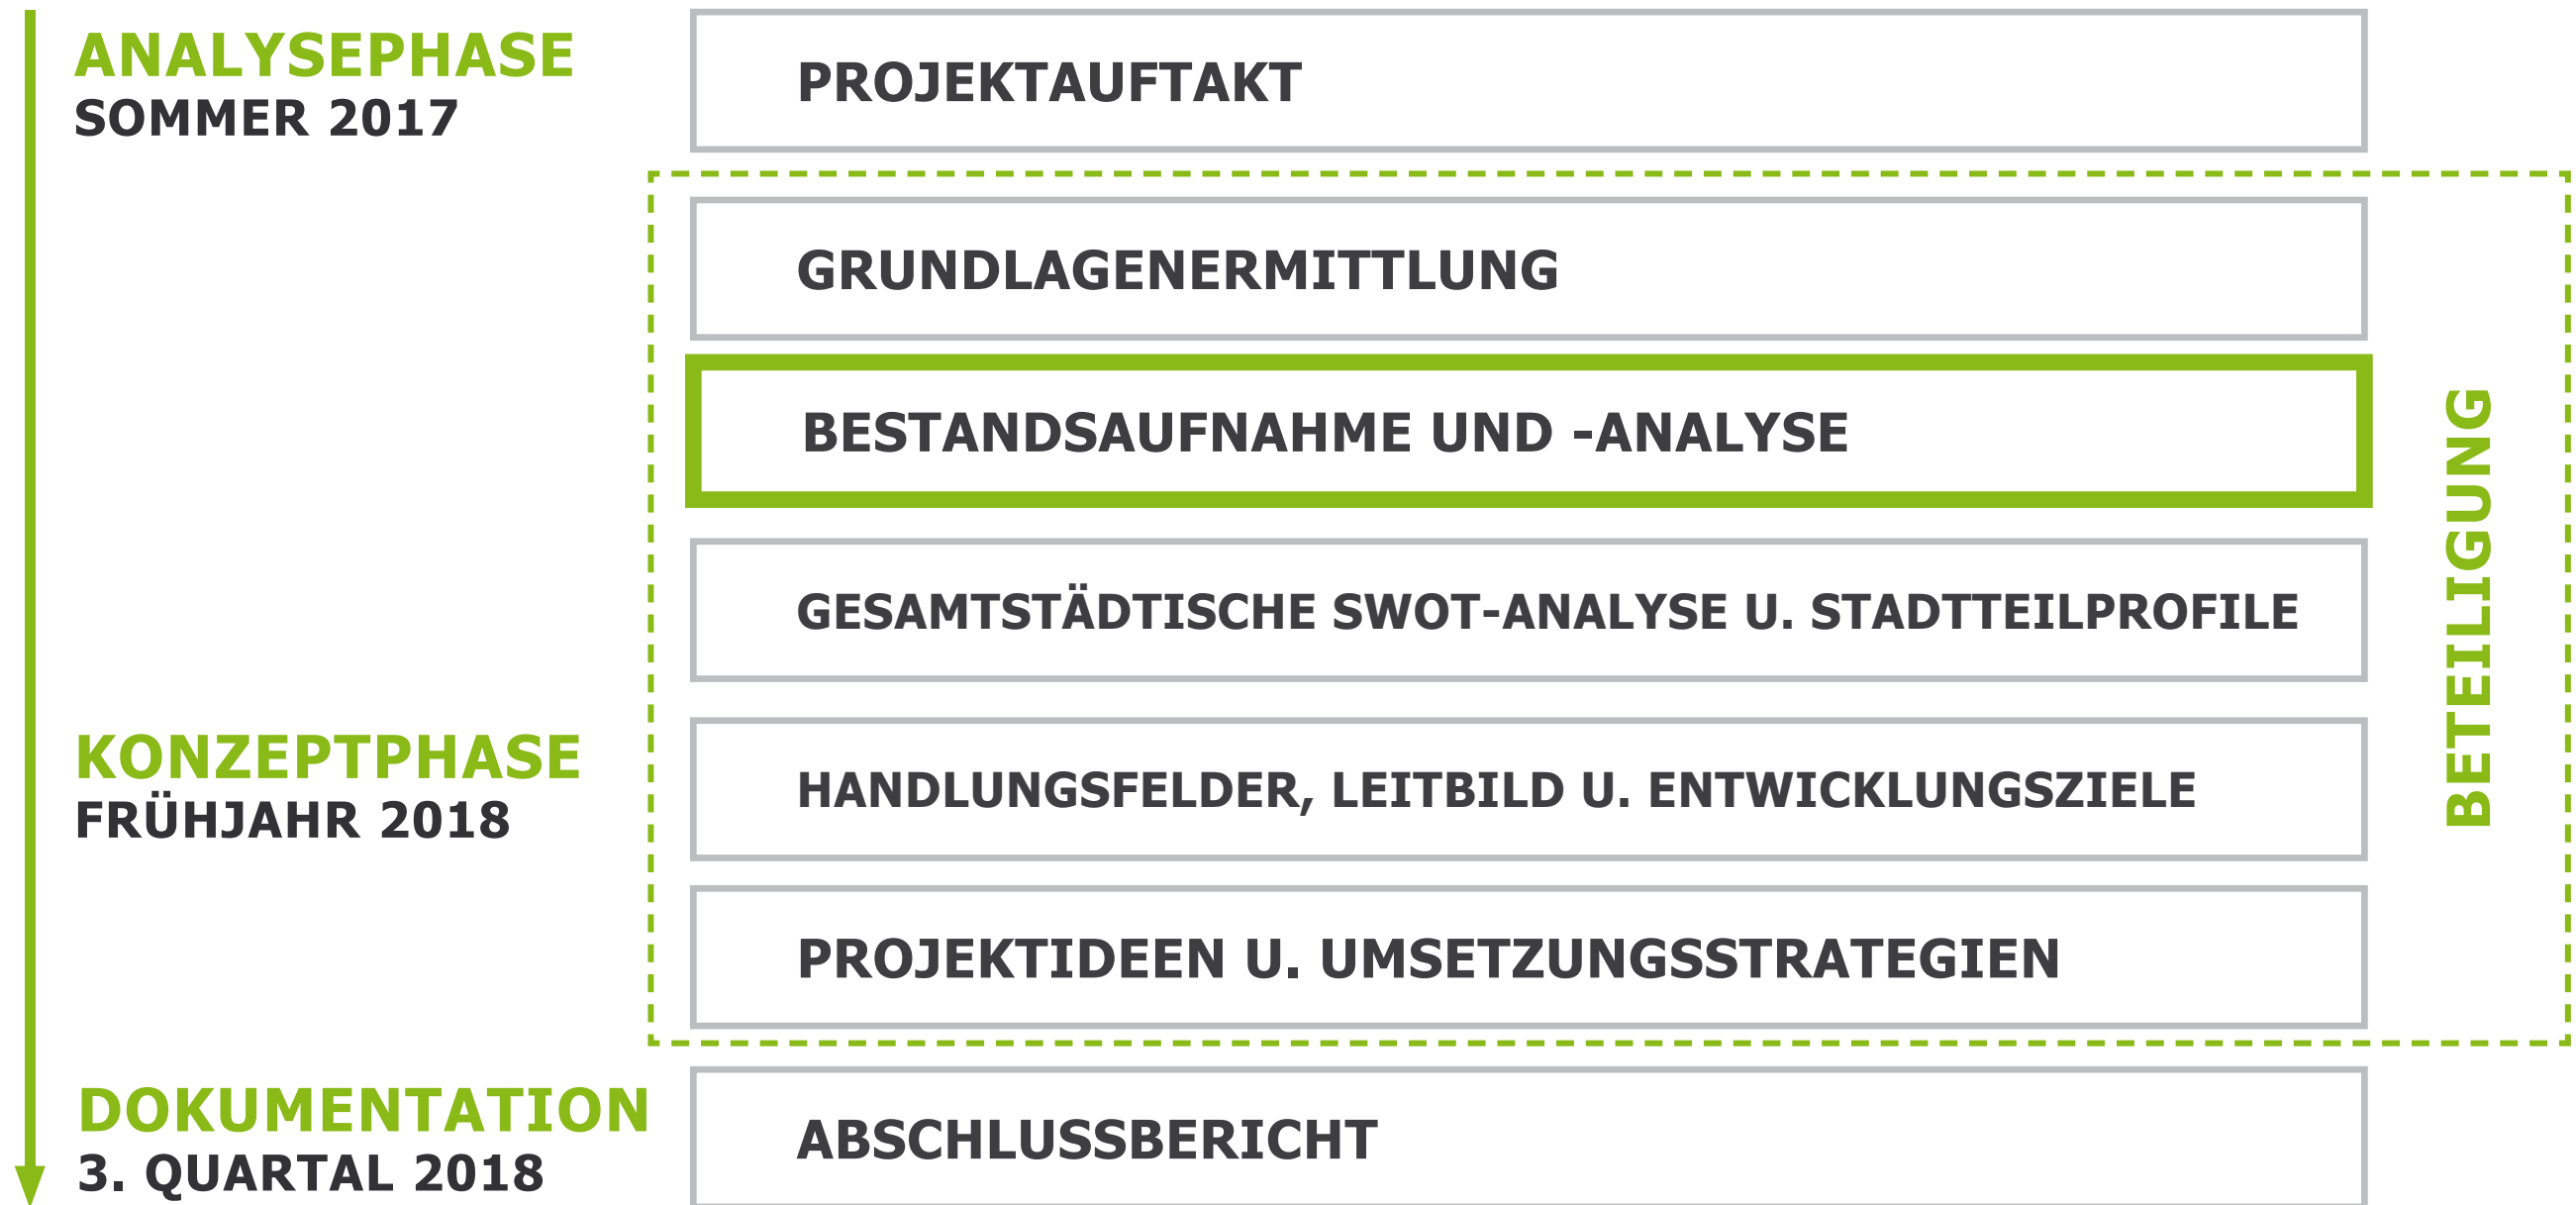 ANALYSEPHASE
SOMMER 2017
PROJEKTAUFTAKT
GRUNDLAGENERMITTLUNG
BESTANDSAUFNAHME UND -ANALYSE
GESAMTSTÄDTISCHE SWOT-ANALYSE U. STADTTEILPROFILE
KONZEPTPHASE
FRÜHJAHR 2018
HANDLUNGSFELDER, LEITBILD U. ENTWICKLUNGSZIELE
PROJEKTIDEEN U. UMSETZUNGSSTRATEGIEN
BETEILIGUNG
DOKUMENTATION
3. QUARTAL 2018
ABSCHLUSSBERICHT